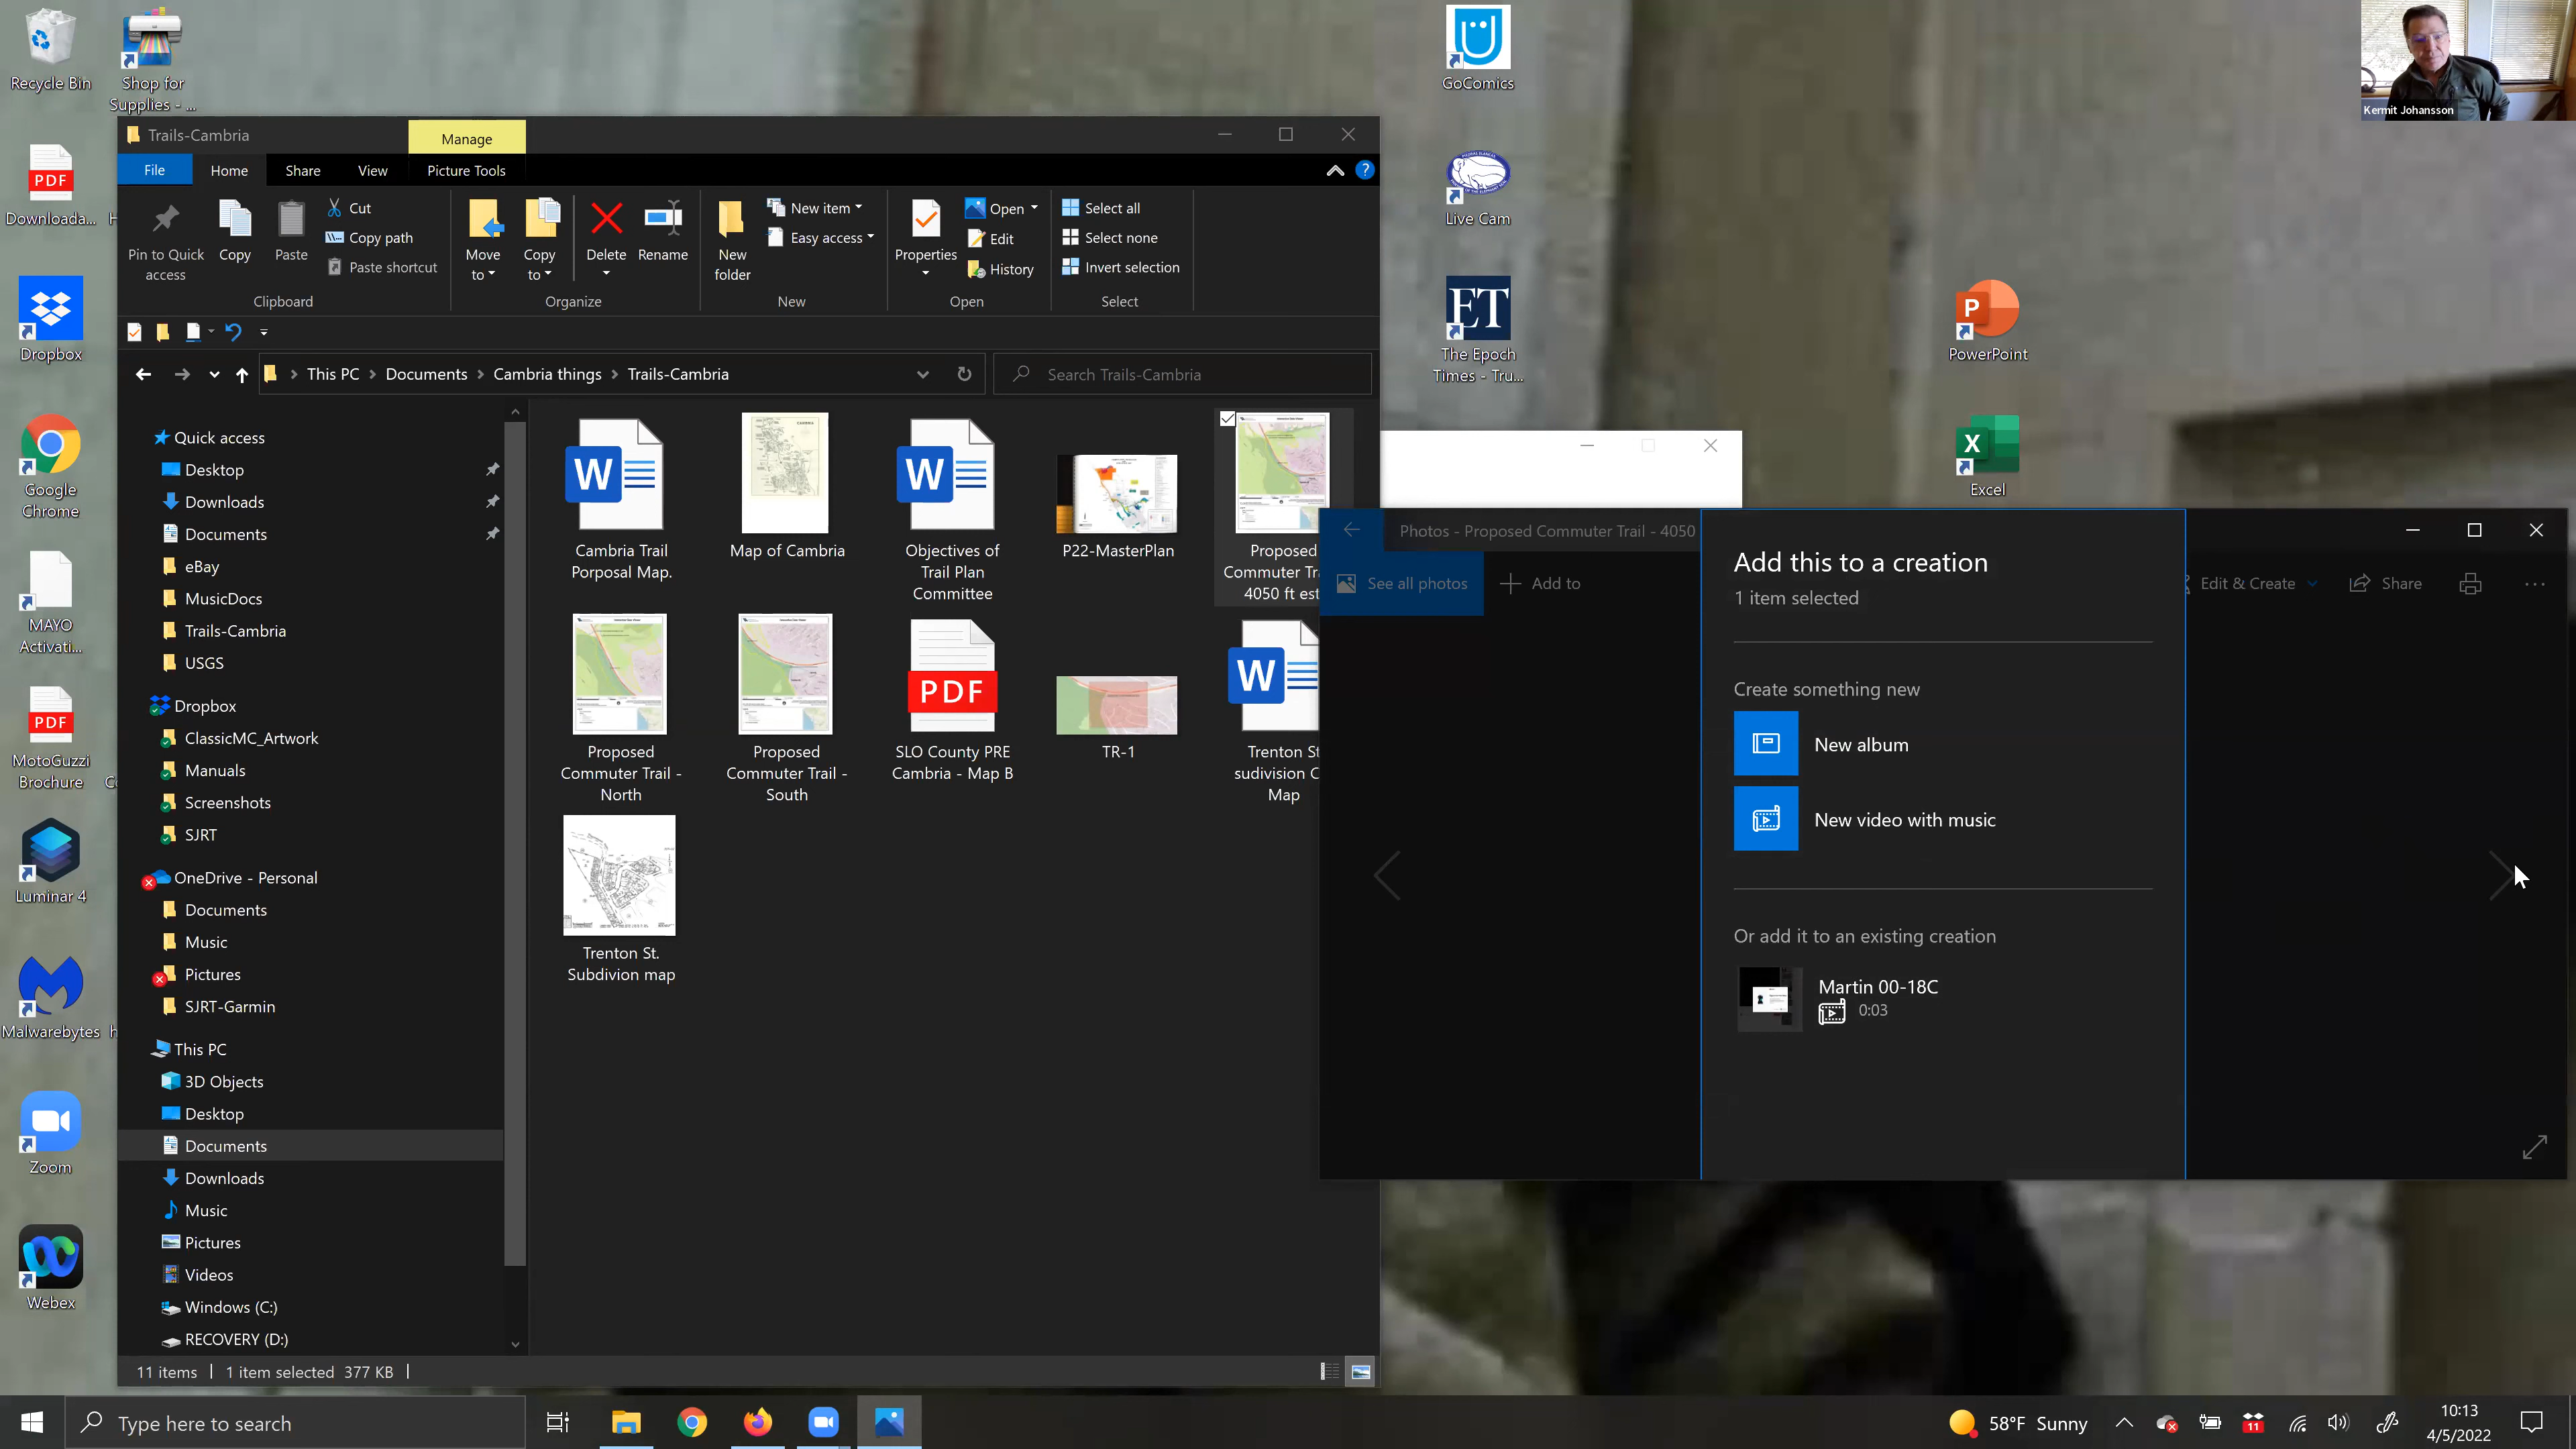 Recycle Bin
Shop for
Supplies - ...
PDF
Downloada...
Dropbox
Google
Chrome
MAYO
Activati...
PDF
MotoGuzzi
Brochure
Luminar 4
Malwarebytes
Zoom
Webex
GoComics
Live Cam
ET
The Epoch
Times - Tru...
P
PowerPoint
X
Excel
Kermit Johansson
Trails-Cambria
Manage
File
Home
Share
View
Picture Tools
Pin to Quick
access
Copy
Paste
Cut
Copy path
Paste shortcut
Clipboard
Move
to
Copy
to
Delete
Rename
Organize
New
folder
New item
Easy access
New
Properties
Open
Edit
History
Open
Select all
Select none
Invert selection
Select
This PC > Documents > Cambria things > Trails-Cambria
Search Trails-Cambria
Quick access
Desktop
Downloads
Documents
eBay
MusicDocs
Trails-Cambria
USGS
Dropbox
ClassicMC_Artwork
Manuals
Screenshots
SJRT
OneDrive - Personal
Documents
Music
Pictures
SJRT-Garmin
This PC
3D Objects
Desktop
Documents
Downloads
Music
Pictures
Videos
Windows (C:)
RECOVERY (D:)
W
Cambria Trail
Porposal Map.
Map of Cambria
W
Objectives of
Trail Plan
Committee
P22-MasterPlan
Proposed
Commuter Tr
4050 ft est
Proposed
Commuter Trail -
North
Proposed
Commuter Trail -
South
PDF
SLO County PRE
Cambria - Map B
TR-1
W
Trenton St
sudivision C
Map
Trenton St.
Subdivion map
11 items
1 item selected 377 KB
Photos - Proposed Commuter Trail - 4050
See all photos
Add to
Edit & Create
Share
Add this to a creation
1 item selected
Create something new
New album
New video with music
Or add it to an existing creation
Martin 00-18C
0:03
Type here to search
58°F Sunny
11
10:13
4/5/2022